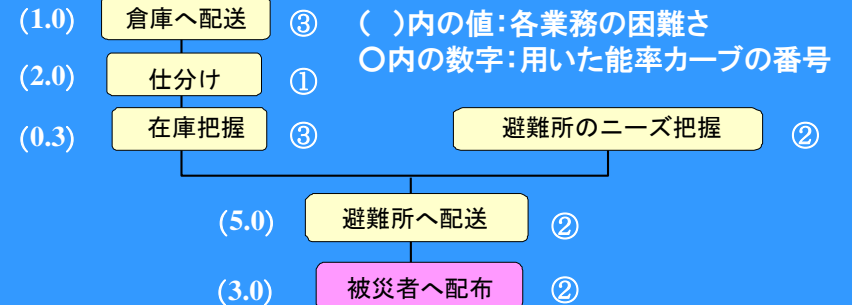 (1.0) 倉庫へ配送 ③ ( )内の値：各業務の困難さ
○内の数字：用いた能率カーブの番号
(2.0) 仕分け ①
(0.3) 在庫把握 ③ 避難所のニーズ把握 ②
(5.0) 避難所へ配送 ②
(3.0) 被災者へ配布 ②